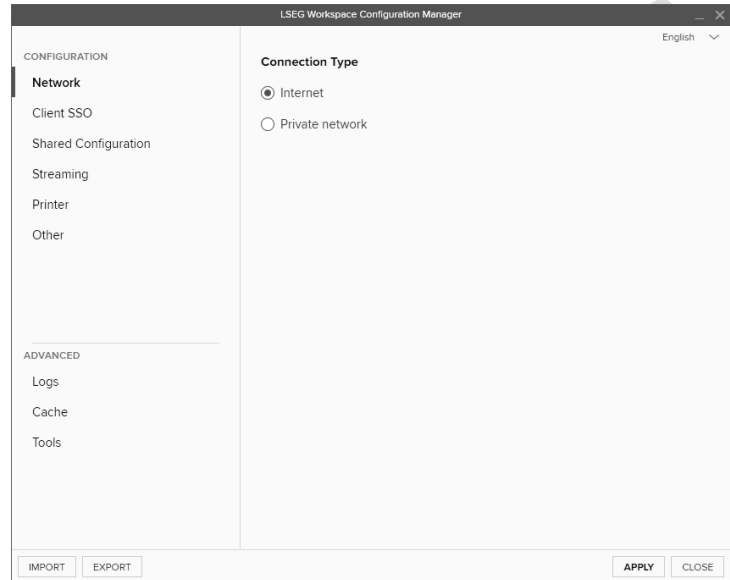 LSEG Workspace Configuration Manager
English
CONFIGURATION
Network
Client SSO
Shared Configuration
Streaming
Printer
Other
ADVANCED
Logs
Cache
Tools
Connection Type
Internet
Private network
IMPORT EXPORT APPLY CLOSE